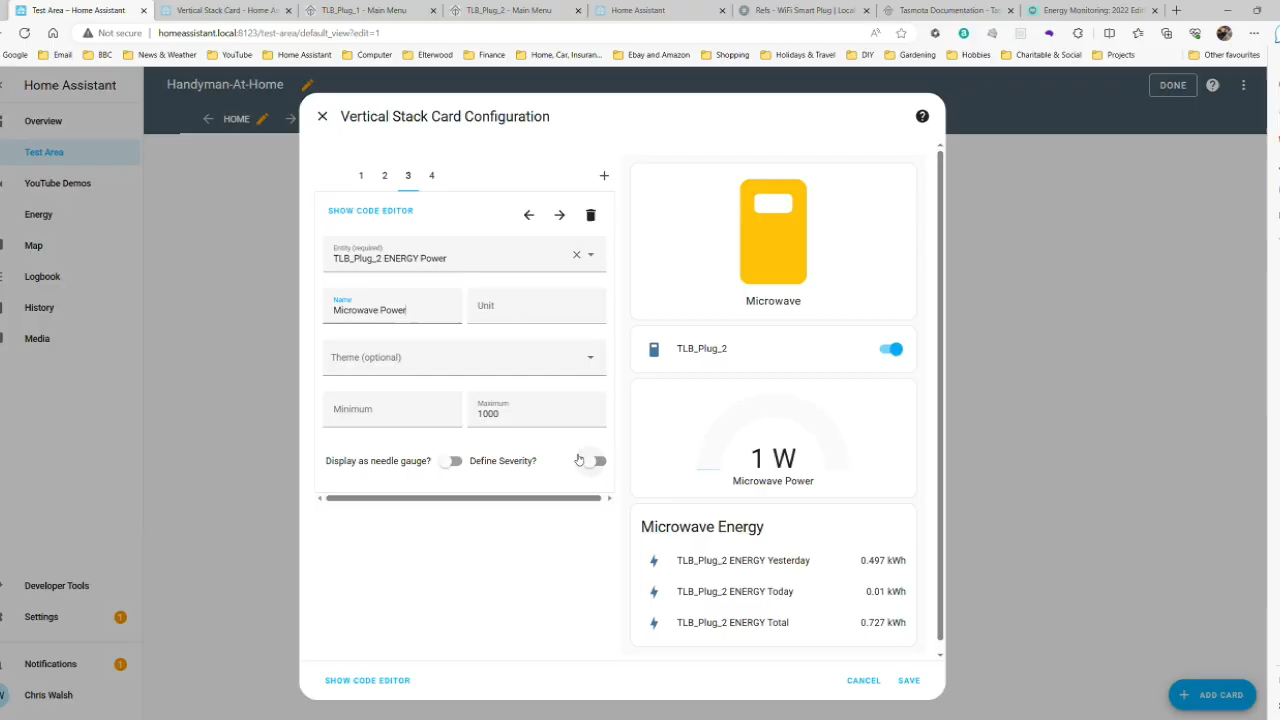 Test Area – Home Assistant
Vertical Stack Card - Home A
TLB_Plug_1 - Main Menu
TLB_Plug_2 - Main Menu
Home Assistant
Refs - WiFi Smart Plug | Local
Tasmota Documentation - Tas
Energy Monitoring: 2022 Edit
Not secure
homeassistant.local:8123/test-area/default_view?edit=1
Google
Email
BBC
News & Weather
YouTube
Home Assistant
Computer
Elterwood
Finance
Home, Car, Insuran...
Ebay and Amazon
Shopping
Holidays & Travel
DIY
Gardening
Hobbies
Charitable & Social
Projects
Other favourites
Home Assistant
Handyman-At-Home
DONE
HOME
Overview
Test Area
YouTube Demos
Energy
Map
Logbook
History
Media
Developer Tools
Settings
1
Notifications
1
Chris Walsh
Vertical Stack Card Configuration
1
2
3
4
SHOW CODE EDITOR
Entity (required)
TLB_Plug_2 ENERGY Power
Name
Microwave Power
Unit
Theme (optional)
Minimum
Maximum
1000
Display as needle gauge?
Define Severity?
Microwave
TLB_Plug_2
1 W
Microwave Power
Microwave Energy
TLB_Plug_2 ENERGY Yesterday 0.497 kWh
TLB_Plug_2 ENERGY Today 0.01 kWh
TLB_Plug_2 ENERGY Total 0.727 kWh
SHOW CODE EDITOR
CANCEL
SAVE
ADD CARD